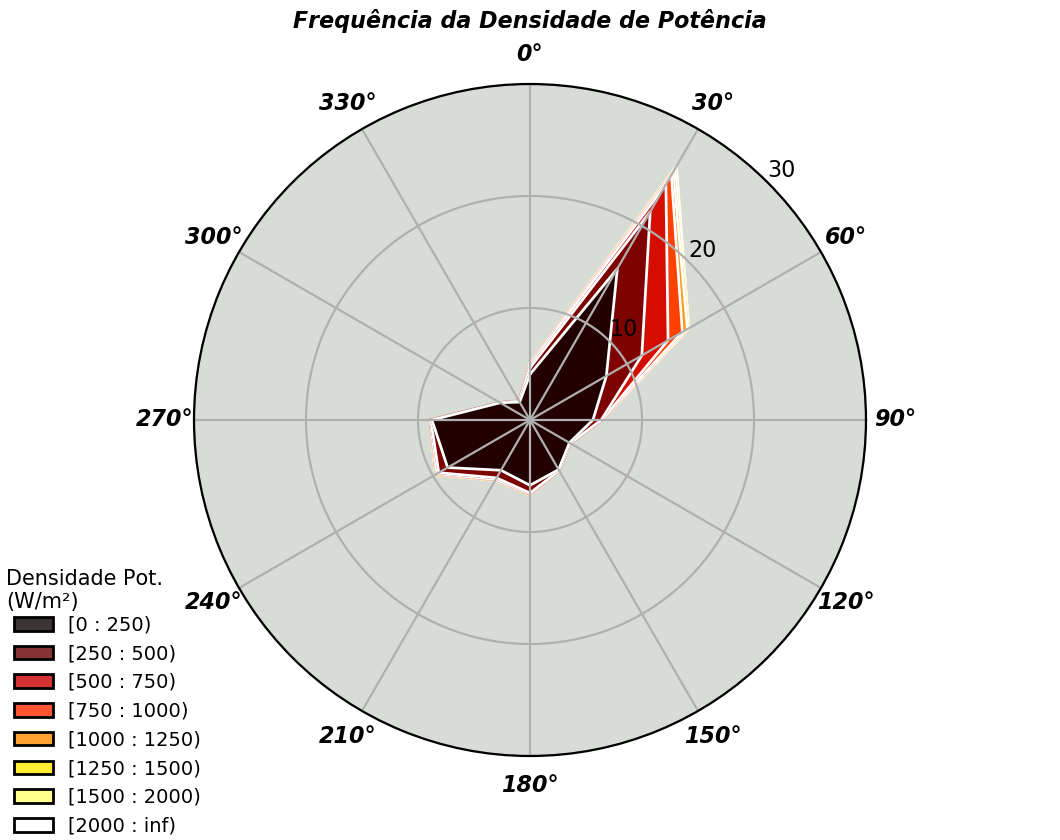 Frequência da Densidade de Potência
0°
330°
30°
30
300°
60°
20
10
270°
90°
240°
120°
210°
150°
180°
Densidade Pot.
(W/m²)
[0 : 250)
[250 : 500)
[500 : 750)
[750 : 1000)
[1000 : 1250)
[1250 : 1500)
[1500 : 2000)
[2000 : inf)